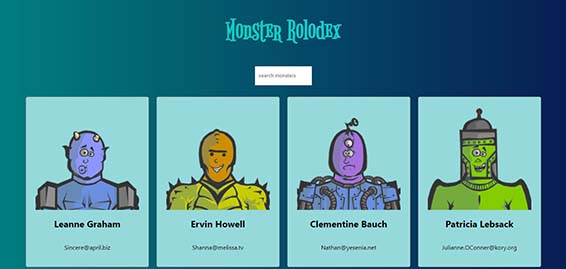 Monster Rolodex
search monsters
Leanne Graham
Ervin Howell
Clementine Bauch
Patricia Lebsack
Sincere@april.biz
Shanna@melissa.tv
Nathan@yesenia.net
Julianne.OConner@kory.org